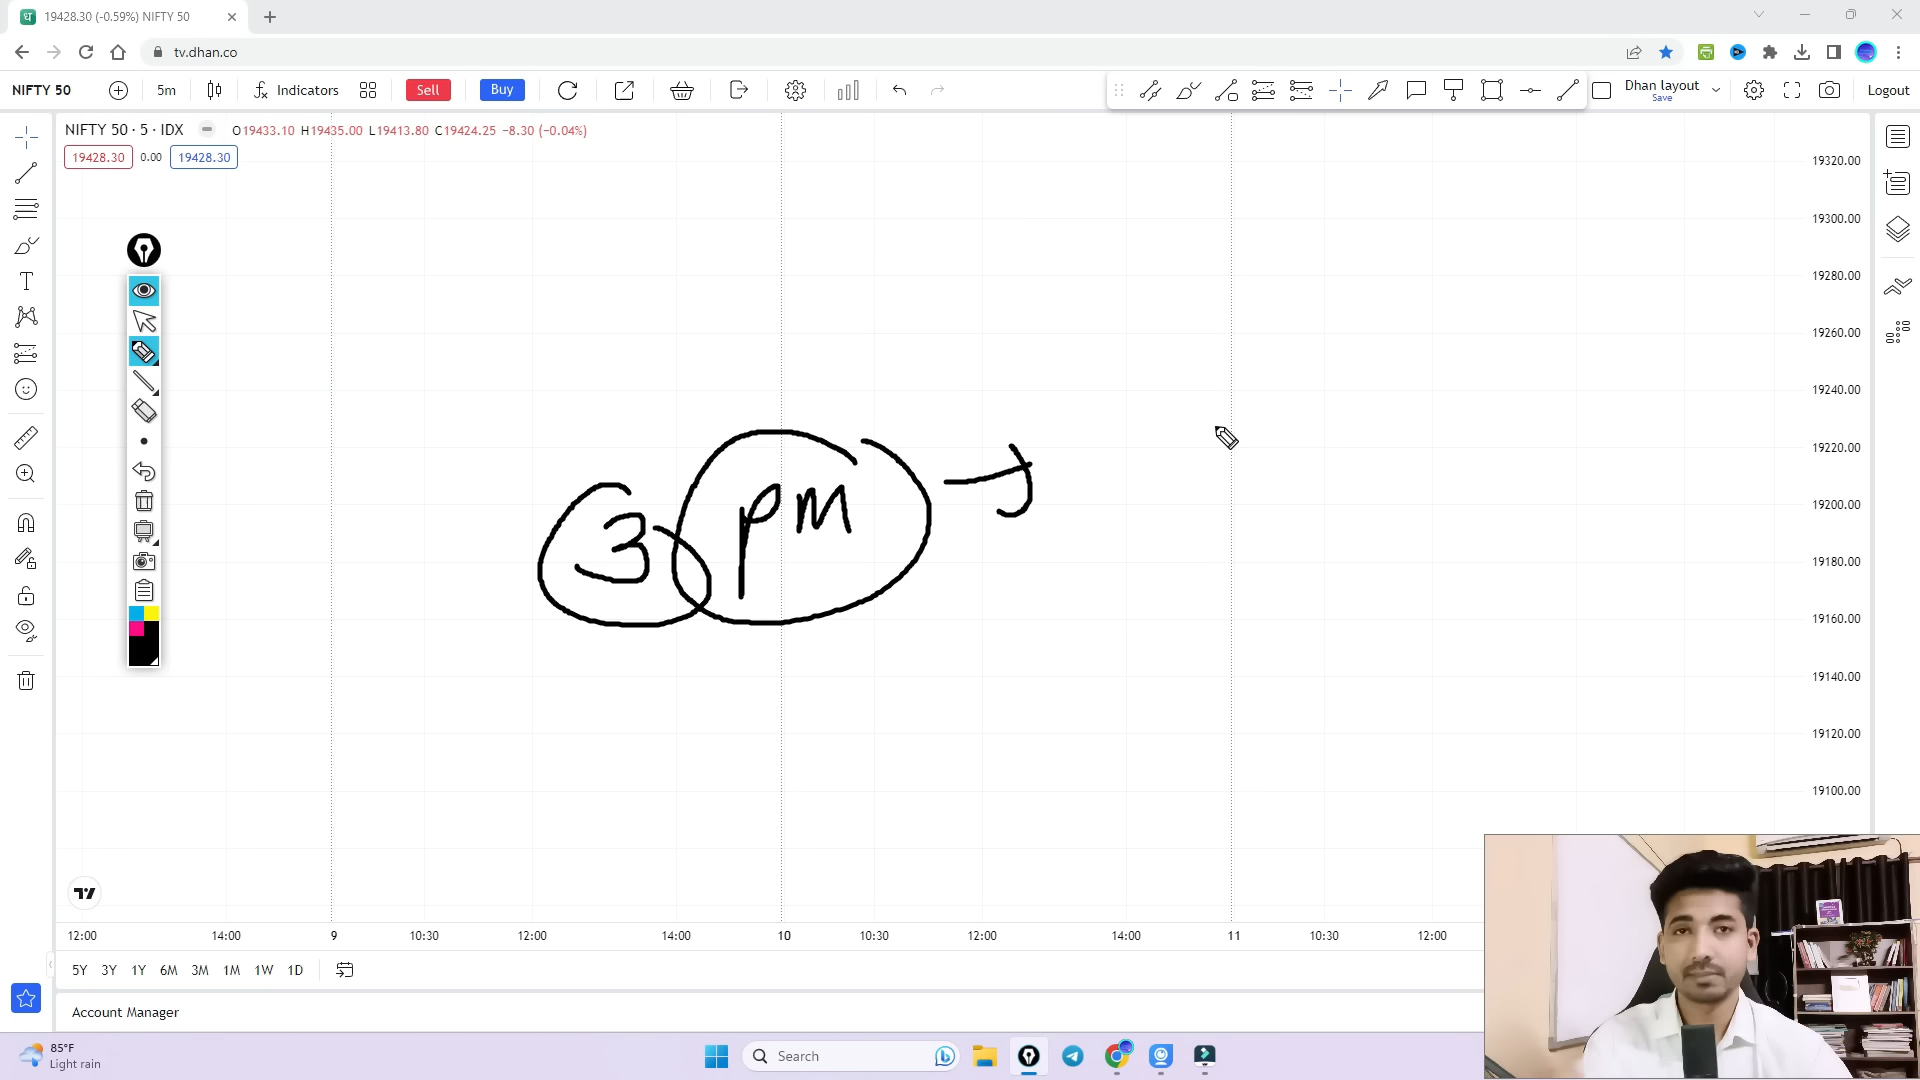 19428.30 (-0.59%) NIFTY 50
tv.dhan.co
NIFTY 50 5m Indicators Sell Buy Dhan layout Save Logout
NIFTY 50 · 5 · IDX O19433.10 H19435.00 L19413.80 C19424.25 −8.30 (−0.04%)
19428.30 0.00 19428.30
19320.00
19300.00
19280.00
19260.00
19240.00
19220.00
19200.00
19180.00
19160.00
19140.00
19120.00
19100.00
3 PM
12:00 14:00 9 10:30 12:00 14:00 10 10:30 12:00 14:00 11 10:30 12:00
5Y 3Y 1Y 6M 3M 1M 1W 1D
Account Manager
85°F
Light rain
Search